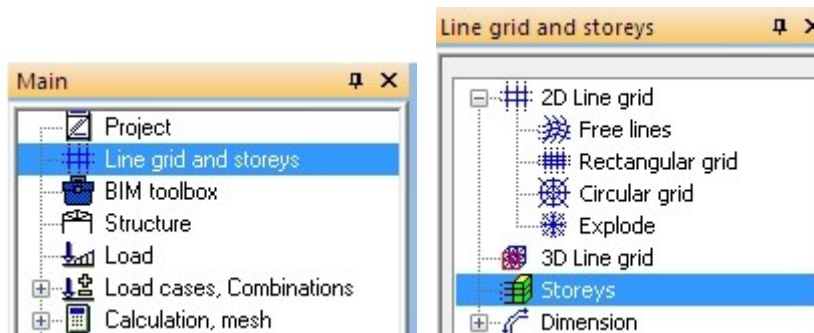 Main
Project
Line grid and storeys
BIM toolbox
Structure
Load
Load cases, Combinations
Calculation, mesh
Line grid and storeys
2D Line grid
Free lines
Rectangular grid
Circular grid
Explode
3D Line grid
Storeys
Dimension